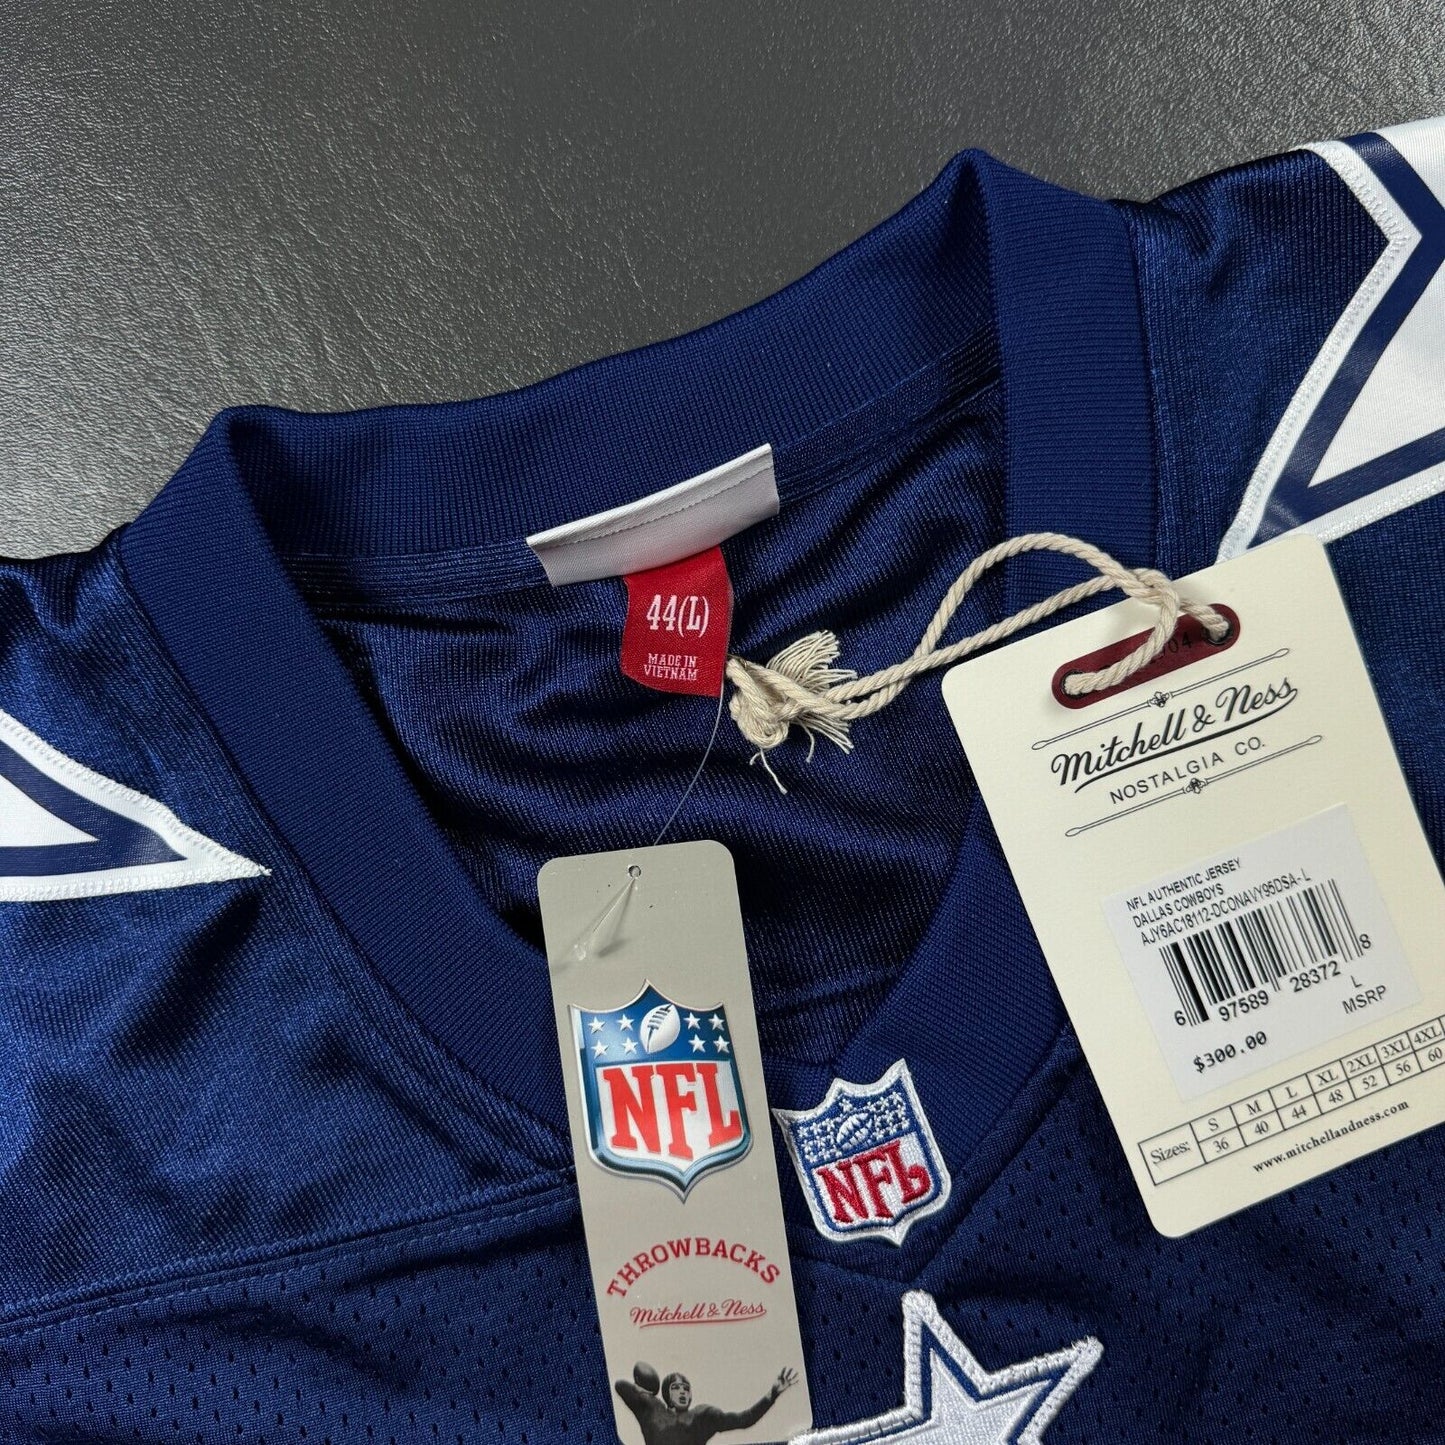 44(L)
MADE IN
VIETNAM
Mitchell & Ness
NOSTALGIA CO.
NFL AUTHENTIC JERSEY
DALLAS COWBOYS
AJY6AC18112-DCONAVY95DSA-L
6 97589 28372 8
L
$300.00 MSRP
Sizes: S M L XL 2XL 3XL 4XL
36 40 44 48 52 56 60
www.mitchellandness.com
NFL
THROWBACKS
Mitchell & Ness
NFL